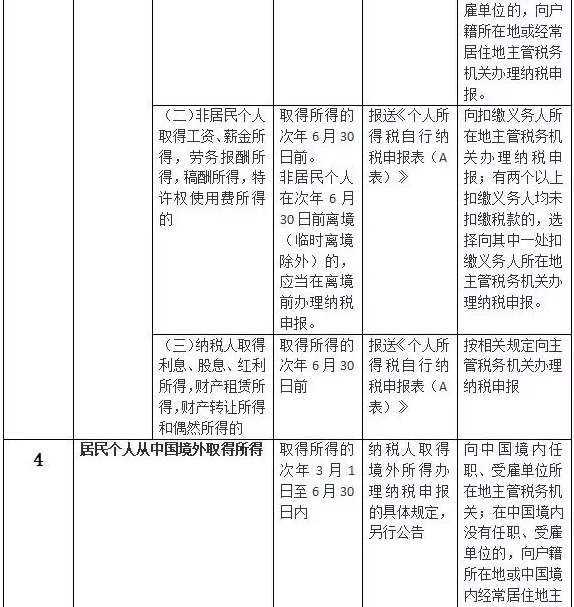 雇单位的，向户
籍所在地或经常
居住地主管税务
机关办理纳税申
报。
（二）非居民个人
取得工资、薪金所
得，劳务报酬所
得，稿酬所得，特
许权使用费所得
的
取得所得的
次年 6 月 30
日前。
非居民个人
在次年 6 月
30 日前离境
（临时离境
除外）的，
应当在离境
前办理纳税
申报。
报送《个人所
得税自行纳
税申报表（A
表）》
向扣缴义务人所
在地主管税务机
关办理纳税申
报；有两个以上
扣缴义务人均未
扣缴税款的，选
择向其中一处扣
缴义务人所在地
主管税务机关办
理纳税申报。
（三）纳税人取得
利息、股息、红利
所得，财产租赁所
得，财产转让所得
和偶然所得的
取得所得的
次年 6 月 30
日前
报送《个人所
得税自行纳
税申报表（A
表）》
按相关规定向主
管税务机关办理
纳税申报
4
居民个人从中国境外取得所得
取得所得的
次年 3 月 1
日至 6 月 30
日内
纳税人取得
境外所得办
理纳税申报
的具体规定，
另行公告
向中国境内任
职、受雇单位所
在地主管税务机
关；在中国境内
没有任职、受雇
单位的，向户籍
所在地或中国境
内经常居住地主